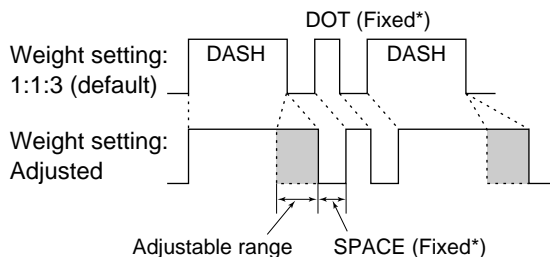 DOT (Fixed*)
Weight setting:
1:1:3 (default)
DASH
DASH
Weight setting:
Adjusted
Adjustable range
SPACE (Fixed*)